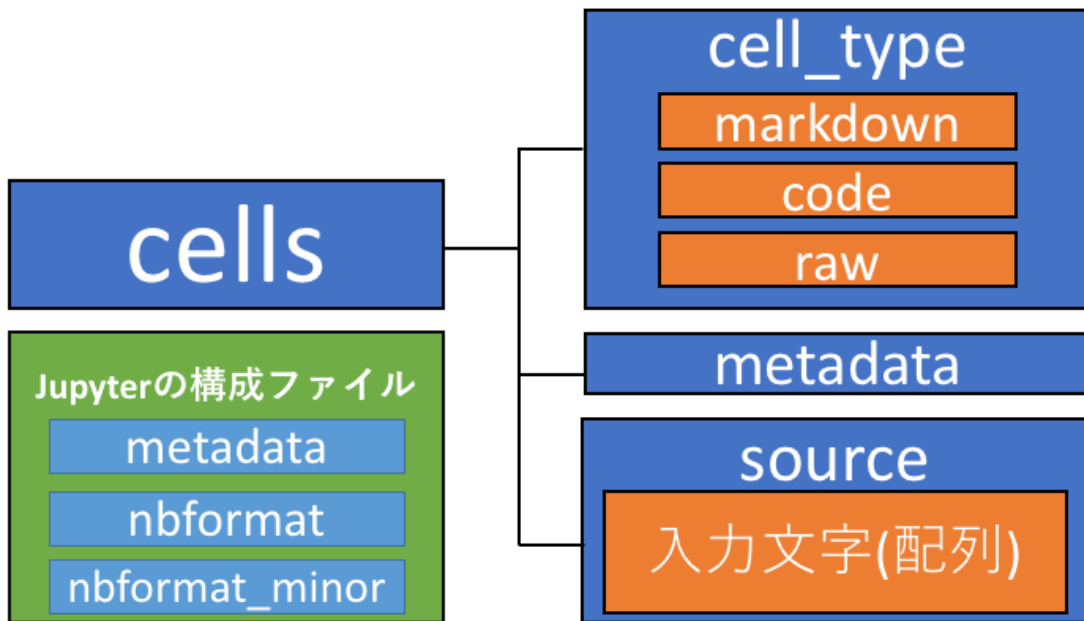 cells
Jupyterの構成ファイル
metadata
nbformat
nbformat_minor
cell_type
markdown
code
raw
metadata
source
入力文字(配列)